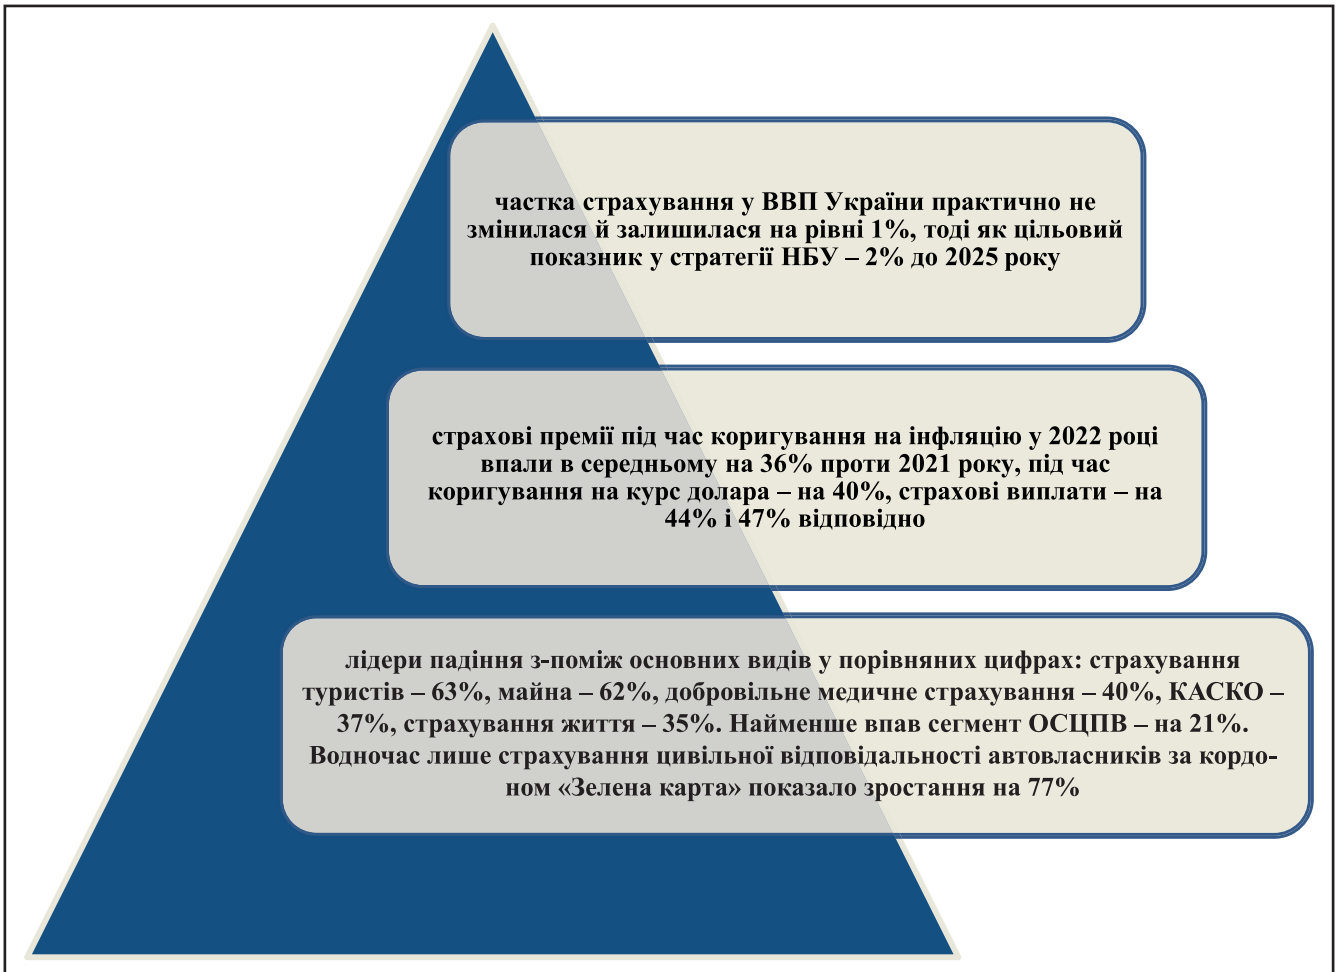 частка страхування у ВВП України практично не
змінилася й залишилася на рівні 1%, тоді як цільовий
показник у стратегії НБУ – 2% до 2025 року
страхові премії під час коригування на інфляцію у 2022 році
впали в середньому на 36% проти 2021 року, під час
коригування на курс долара – на 40%, страхові виплати – на
44% і 47% відповідно
лідери падіння з-поміж основних видів у порівняних цифрах: страхування
туристів – 63%, майна – 62%, добровільне медичне страхування – 40%, КАСКО –
37%, страхування життя – 35%. Найменше впав сегмент ОСЦПВ – на 21%.
Водночас лише страхування цивільної відповідальності автовласників за кордо-
ном «Зелена карта» показало зростання на 77%